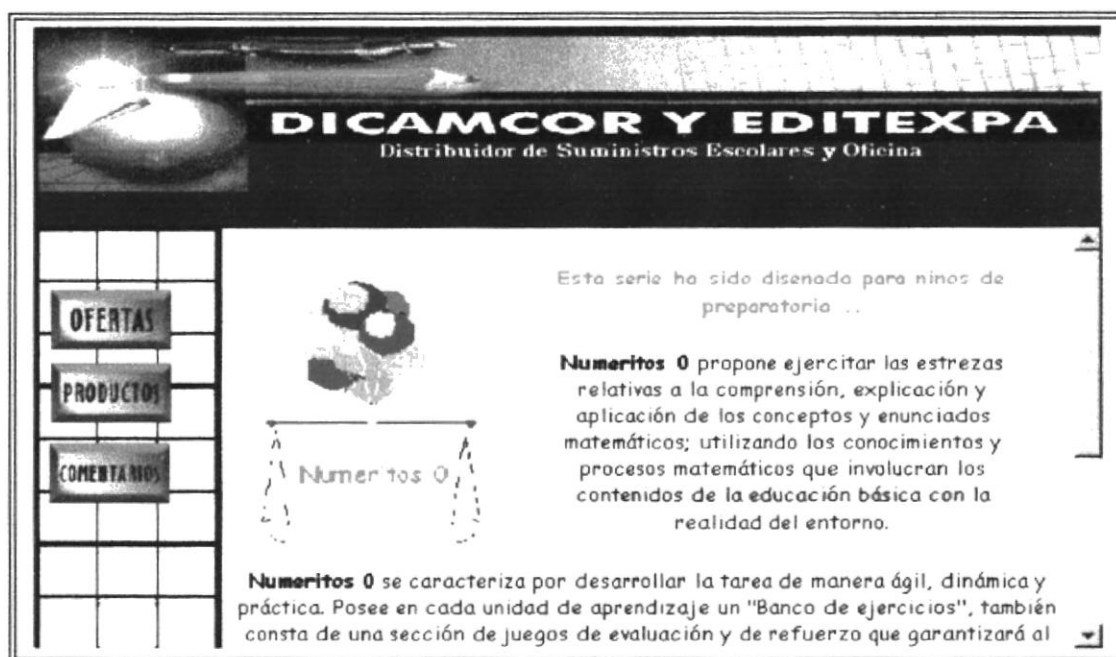 DICAMCOR Y EDITEXPA
Distribuidor de Suministros Escolares y Oficina
OFERTAS
PRODUCTOS
COMENTARIOS
Numeritos 0
Esta serie ha sido disenada para ninos de
preparatoria ..
Numeritos 0 propone ejercitar las estrezas
relativas a la comprensión, explicación y
aplicación de los conceptos y enunciados
matemáticos; utilizando los conocimientos y
procesos matemáticos que involucran los
contenidos de la educación básica con la
realidad del entorno.
Numeritos 0 se caracteriza por desarrollar la tarea de manera ágil, dinámica y
práctica. Posee en cada unidad de aprendizaje un "Banco de ejercicios", también
consta de una sección de juegos de evaluación y de refuerzo que garantizará al